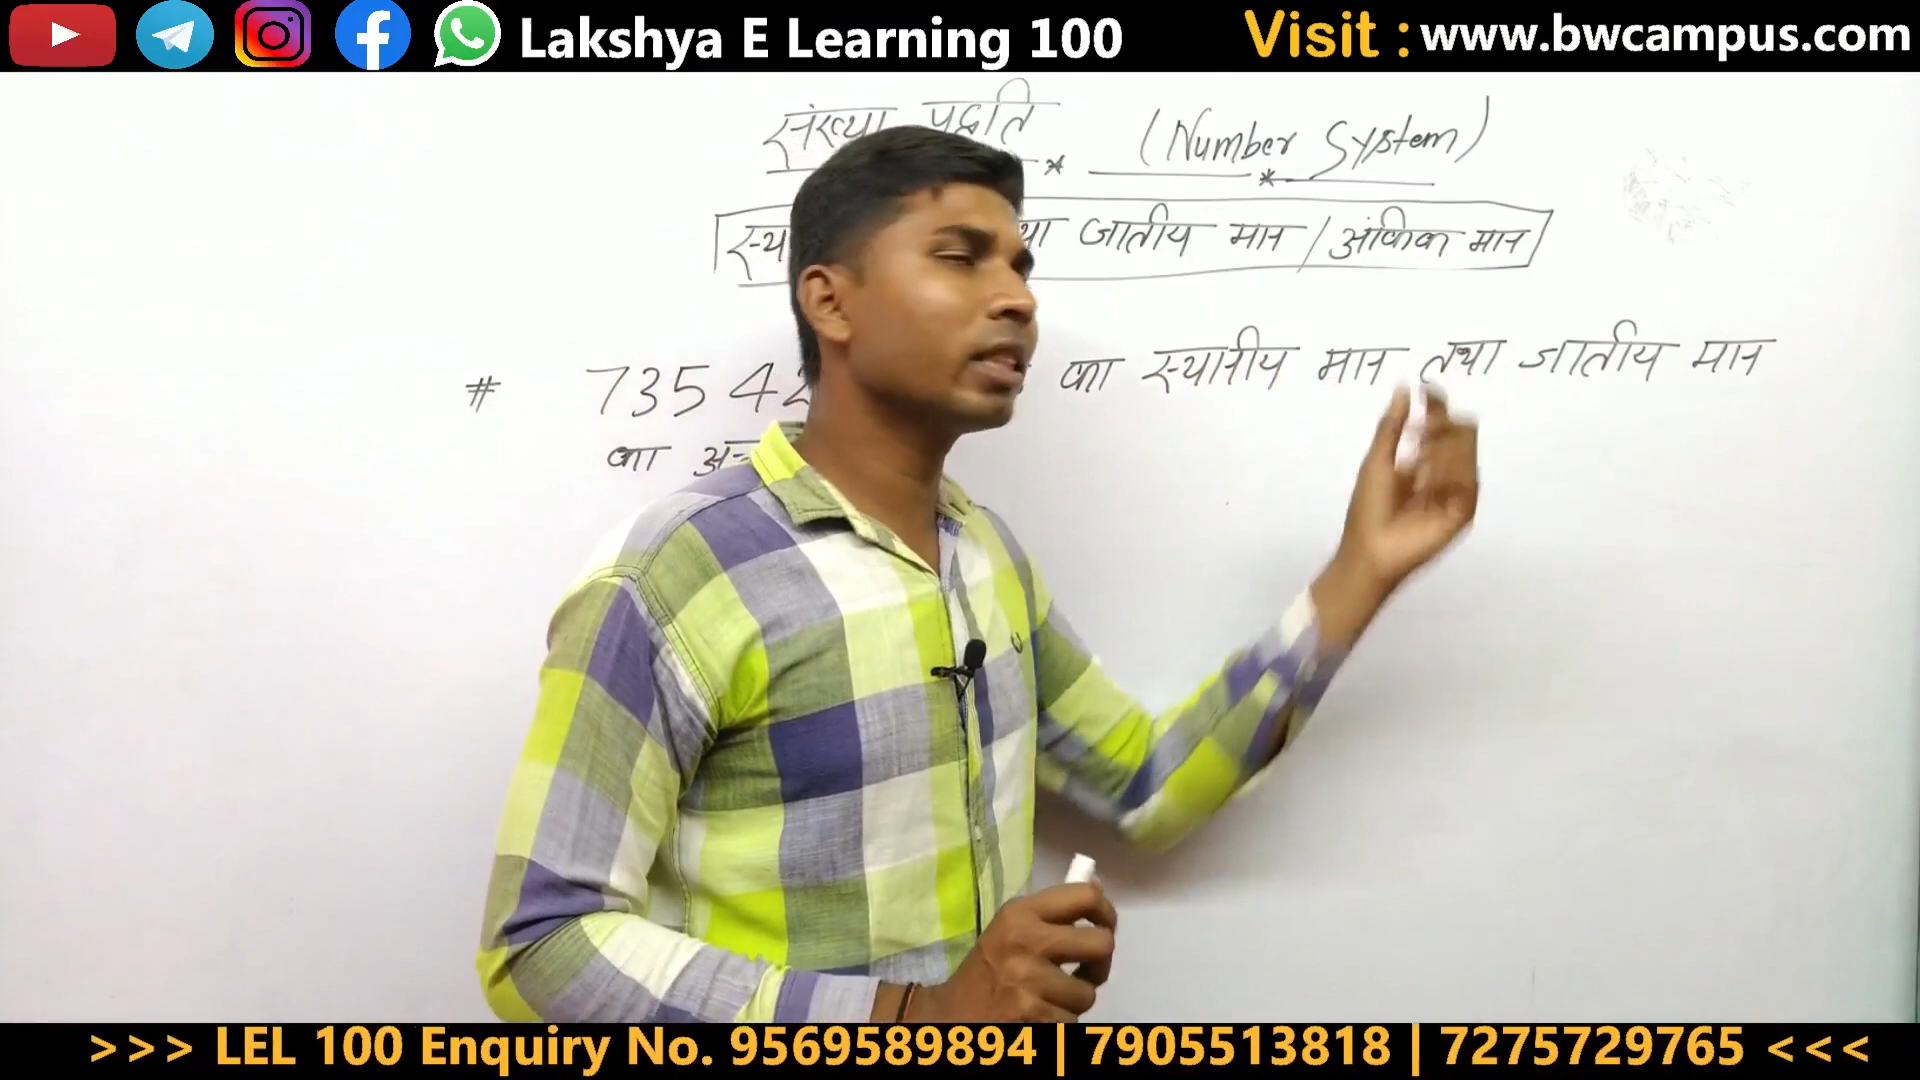 Lakshya E Learning 100 Visit : www.bwcampus.com
संख्या पद्धति (Number System)
जातीय मान / आंकिक मान
# 7354 का स्थानीय मान तथा जातीय मान
का
>>> LEL 100 Enquiry No. 9569589894 | 7905513818 | 7275729765 <<<